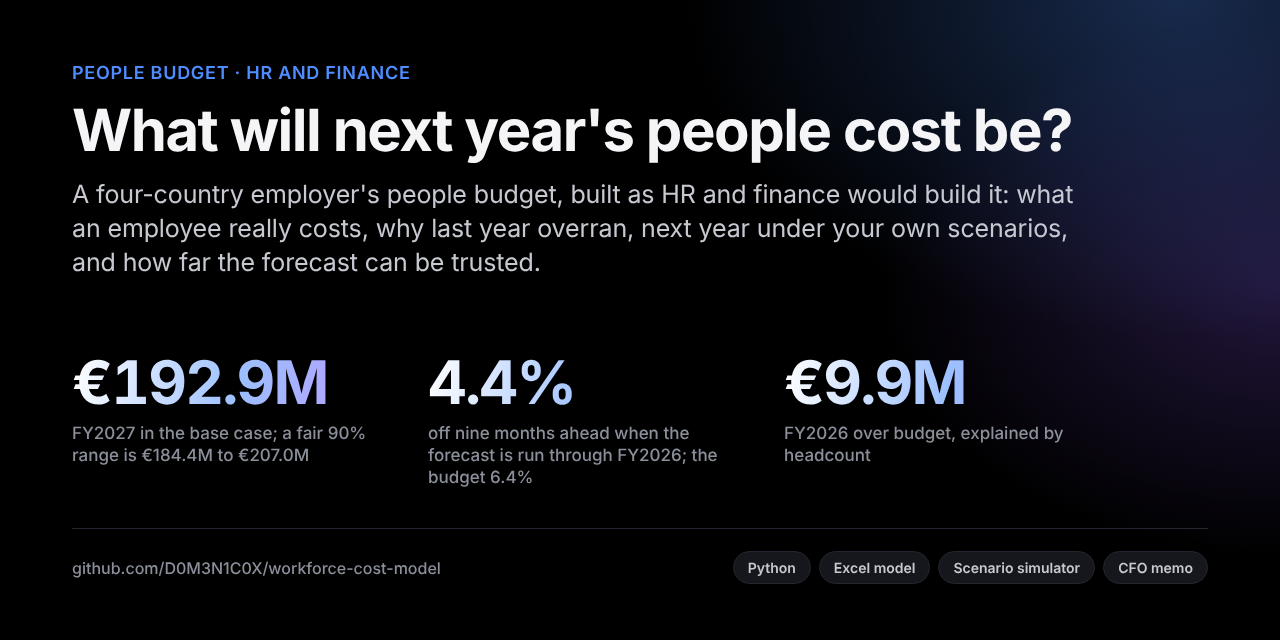 PEOPLE BUDGET · HR AND FINANCE
What will next year's people cost be?
A four-country employer's people budget, built as HR and finance would build it: what
an employee really costs, why last year overran, next year under your own scenarios,
and how far the forecast can be trusted.
€192.9M
FY2027 in the base case; a fair 90%
range is €184.4M to €207.0M
4.4%
off nine months ahead when the
forecast is run through FY2026; the
budget 6.4%
€9.9M
FY2026 over budget, explained by
headcount
github.com/D0M3N1C0X/workforce-cost-model
Python
Excel model
Scenario simulator
CFO memo